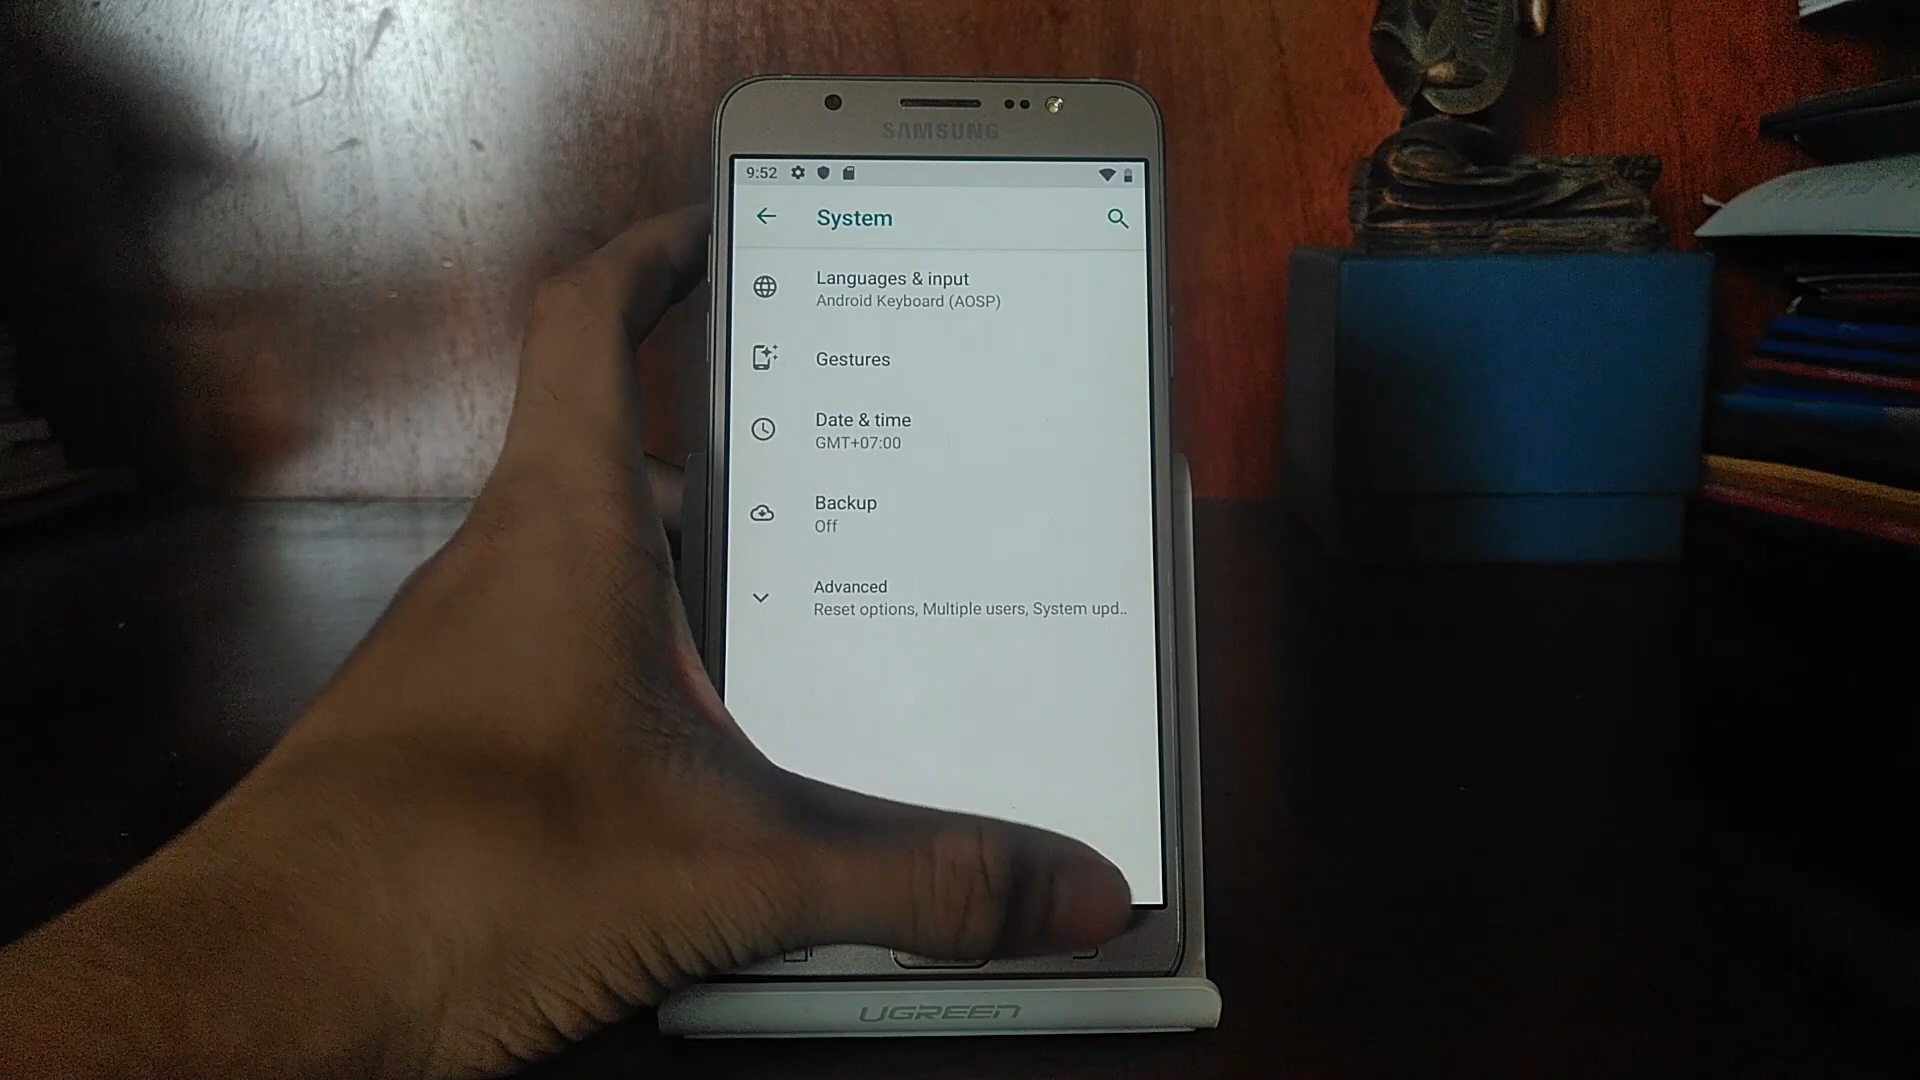 SAMSUNG
9:52
System
Languages & input
Android Keyboard (AOSP)
Gestures
Date & time
GMT+07:00
Backup
Off
Advanced
Reset options, Multiple users, System upd..
UGREEN